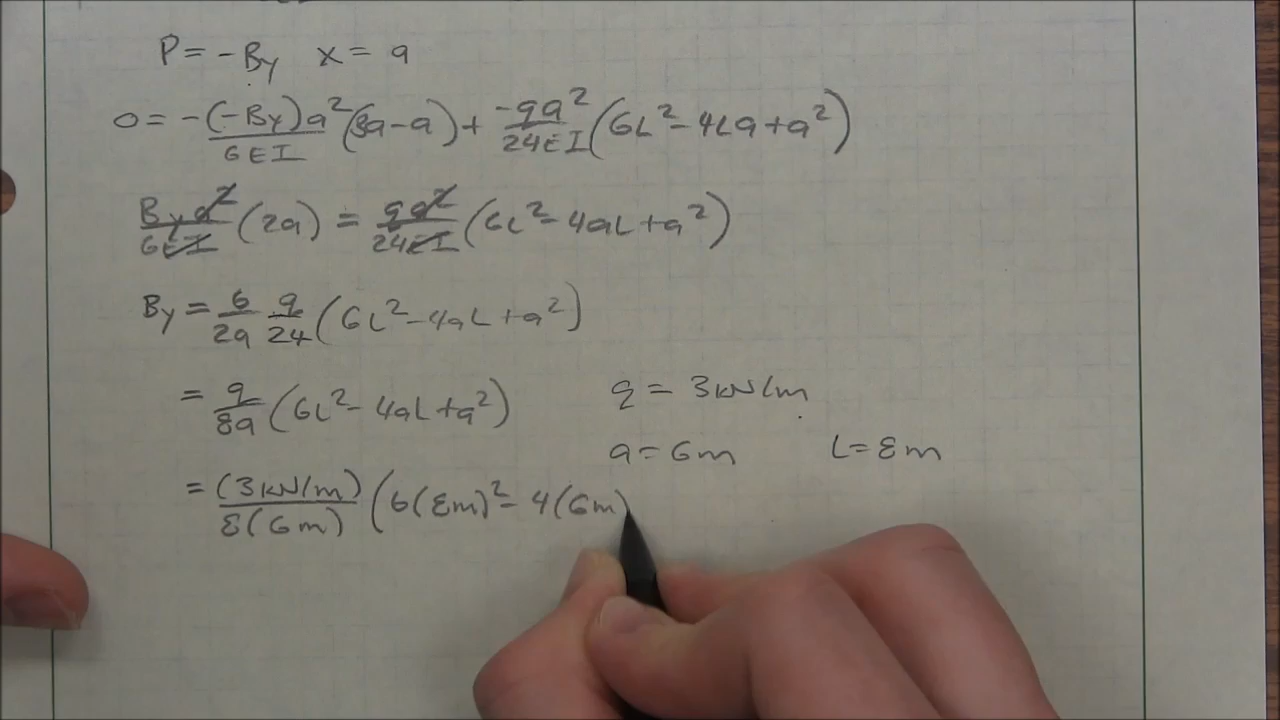 P = -By x = a
0 = -(-By)a²/6EI (3a-a) + -qa²/24EI (6L²-4La+a²)
Bya²/6EI (2a) = qa²/24EI (6L²-4aL+a²)
By = 6/2a q/24 (6L²-4aL+a²)
= q/8a (6L²-4aL+a²) q = 3kN/m
a = 6m L = 8m
= (3kN/m)/8(6m) (6(8m)²- 4(6m)